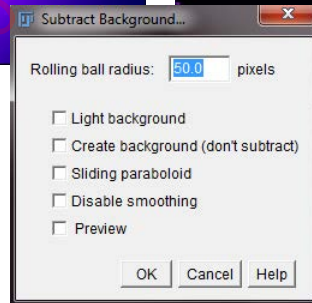 Subtract Background...
Rolling ball radius: 50.0 pixels
Light background
Create background (don't subtract)
Sliding paraboloid
Disable smoothing
Preview
OK Cancel Help